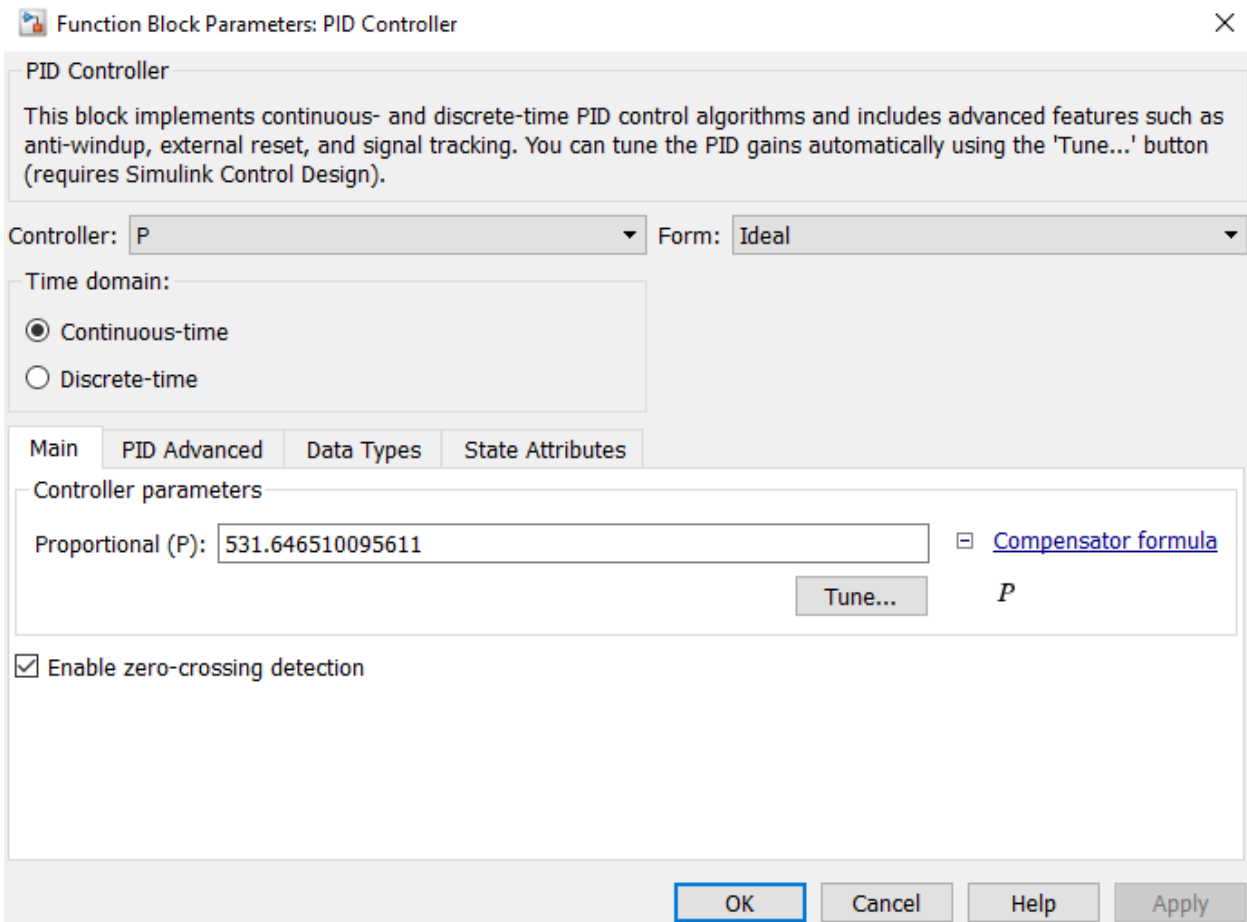 Function Block Parameters: PID Controller
PID Controller
This block implements continuous- and discrete-time PID control algorithms and includes advanced features such as
anti-windup, external reset, and signal tracking. You can tune the PID gains automatically using the 'Tune...' button
(requires Simulink Control Design).
Controller: P Form: Ideal
Time domain:
Continuous-time
Discrete-time
Main PID Advanced Data Types State Attributes
Controller parameters
Proportional (P): 531.646510095611 Compensator formula
Tune... P
Enable zero-crossing detection
OK Cancel Help Apply